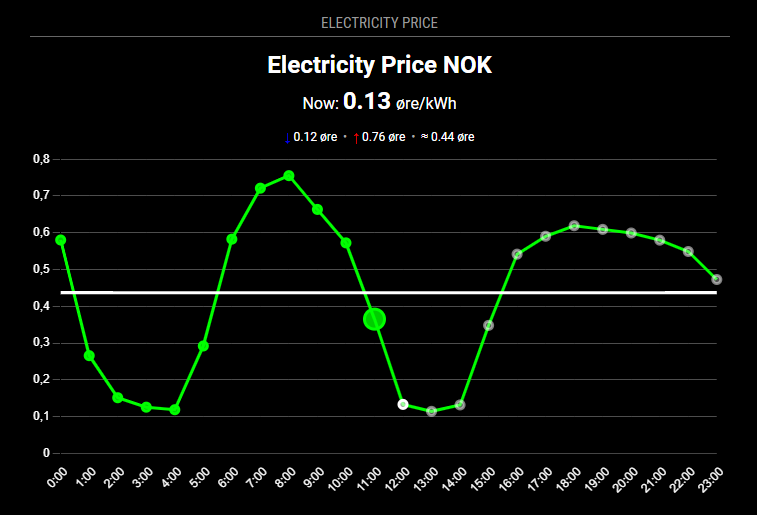 ELECTRICITY PRICE
Electricity Price NOK
Now: 0.13 øre/kWh
↓ 0.12 øre • ↑ 0.76 øre • ≈ 0.44 øre
0,8
0,7
0,6
0,5
0,4
0,3
0,2
0,1
0
0:00 1:00 2:00 3:00 4:00 5:00 6:00 7:00 8:00 9:00 10:00 11:00 12:00 13:00 14:00 15:00 16:00 17:00 18:00 19:00 20:00 21:00 22:00 23:00